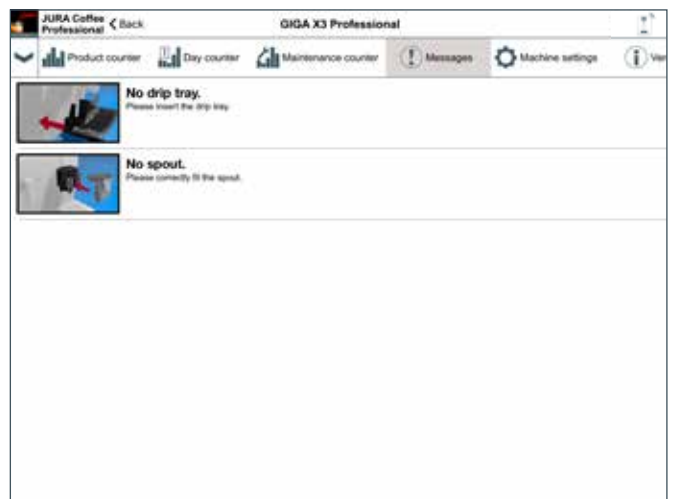 JURA Coffee
Professional
Back
GIGA X3 Professional
Product counter
Day counter
Maintenance counter
Messages
Machine settings
Ver
No drip tray.
Please insert the drip tray.
No spout.
Please correctly fit the spout.